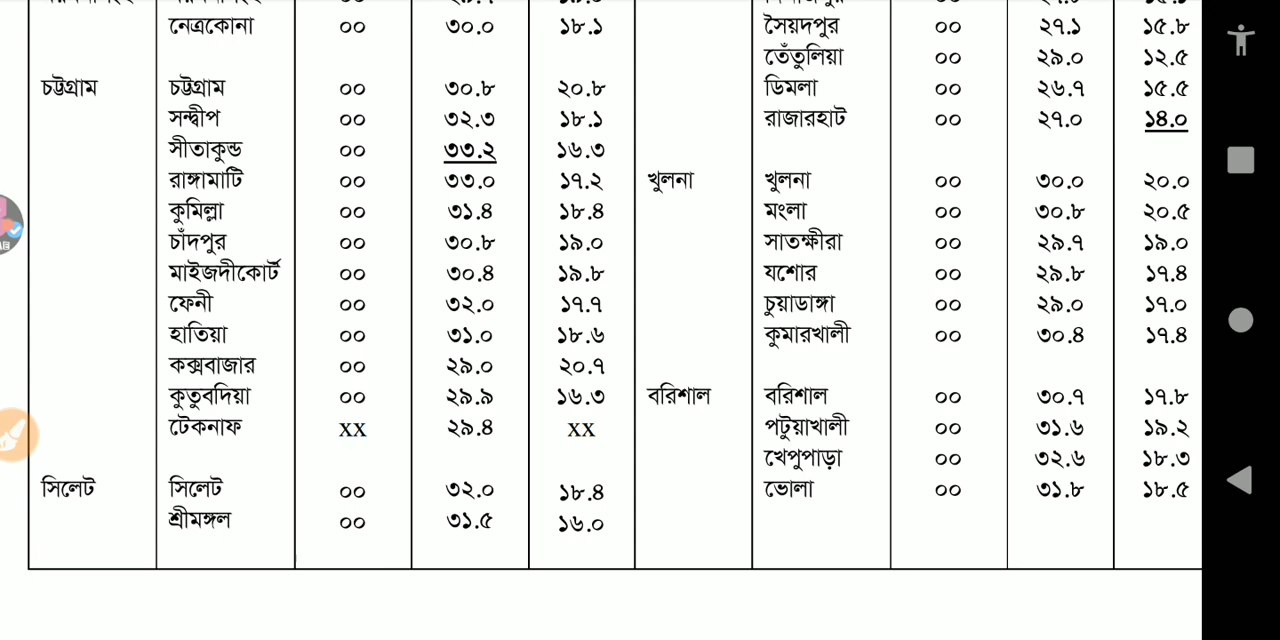 নেত্রকোনা ০০ ৩০.০ ১৮.১ সৈয়দপুর ০০ ২৭.১ ১৫.৮
তেঁতুলিয়া ০০ ২৯.০ ১২.৫
চট্টগ্রাম চট্টগ্রাম ০০ ৩০.৮ ২০.৮ ডিমলা ০০ ২৬.৭ ১৫.৫
সন্দ্বীপ ০০ ৩২.৩ ১৮.১ রাজারহাট ০০ ২৭.০ ১৪.০
সীতাকুন্ড ০০ ৩৩.২ ১৬.৩
রাঙ্গামাটি ০০ ৩৩.০ ১৭.২ খুলনা খুলনা ০০ ৩০.০ ২০.০
কুমিল্লা ০০ ৩১.৪ ১৮.৪ মংলা ০০ ৩০.৮ ২০.৫
চাঁদপুর ০০ ৩০.৮ ১৯.০ সাতক্ষীরা ০০ ২৯.৭ ১৯.০
মাইজদীকোর্ট ০০ ৩০.৪ ১৯.৮ যশোর ০০ ২৯.৮ ১৭.৪
ফেনী ০০ ৩২.০ ১৭.৭ চুয়াডাঙ্গা ০০ ২৯.০ ১৭.০
হাতিয়া ০০ ৩১.০ ১৮.৬ কুমারখালী ০০ ৩০.৪ ১৭.৪
কক্সবাজার ০০ ২৯.০ ২০.৭
কুতুবদিয়া ০০ ২৯.৯ ১৬.৩ বরিশাল বরিশাল ০০ ৩০.৭ ১৭.৮
টেকনাফ xx ২৯.৪ xx পটুয়াখালী ০০ ৩১.৬ ১৯.২
খেপুপাড়া ০০ ৩২.৬ ১৮.৩
সিলেট সিলেট ০০ ৩২.০ ১৮.৪ ভোলা ০০ ৩১.৮ ১৮.৫
শ্রীমঙ্গল ০০ ৩১.৫ ১৬.০